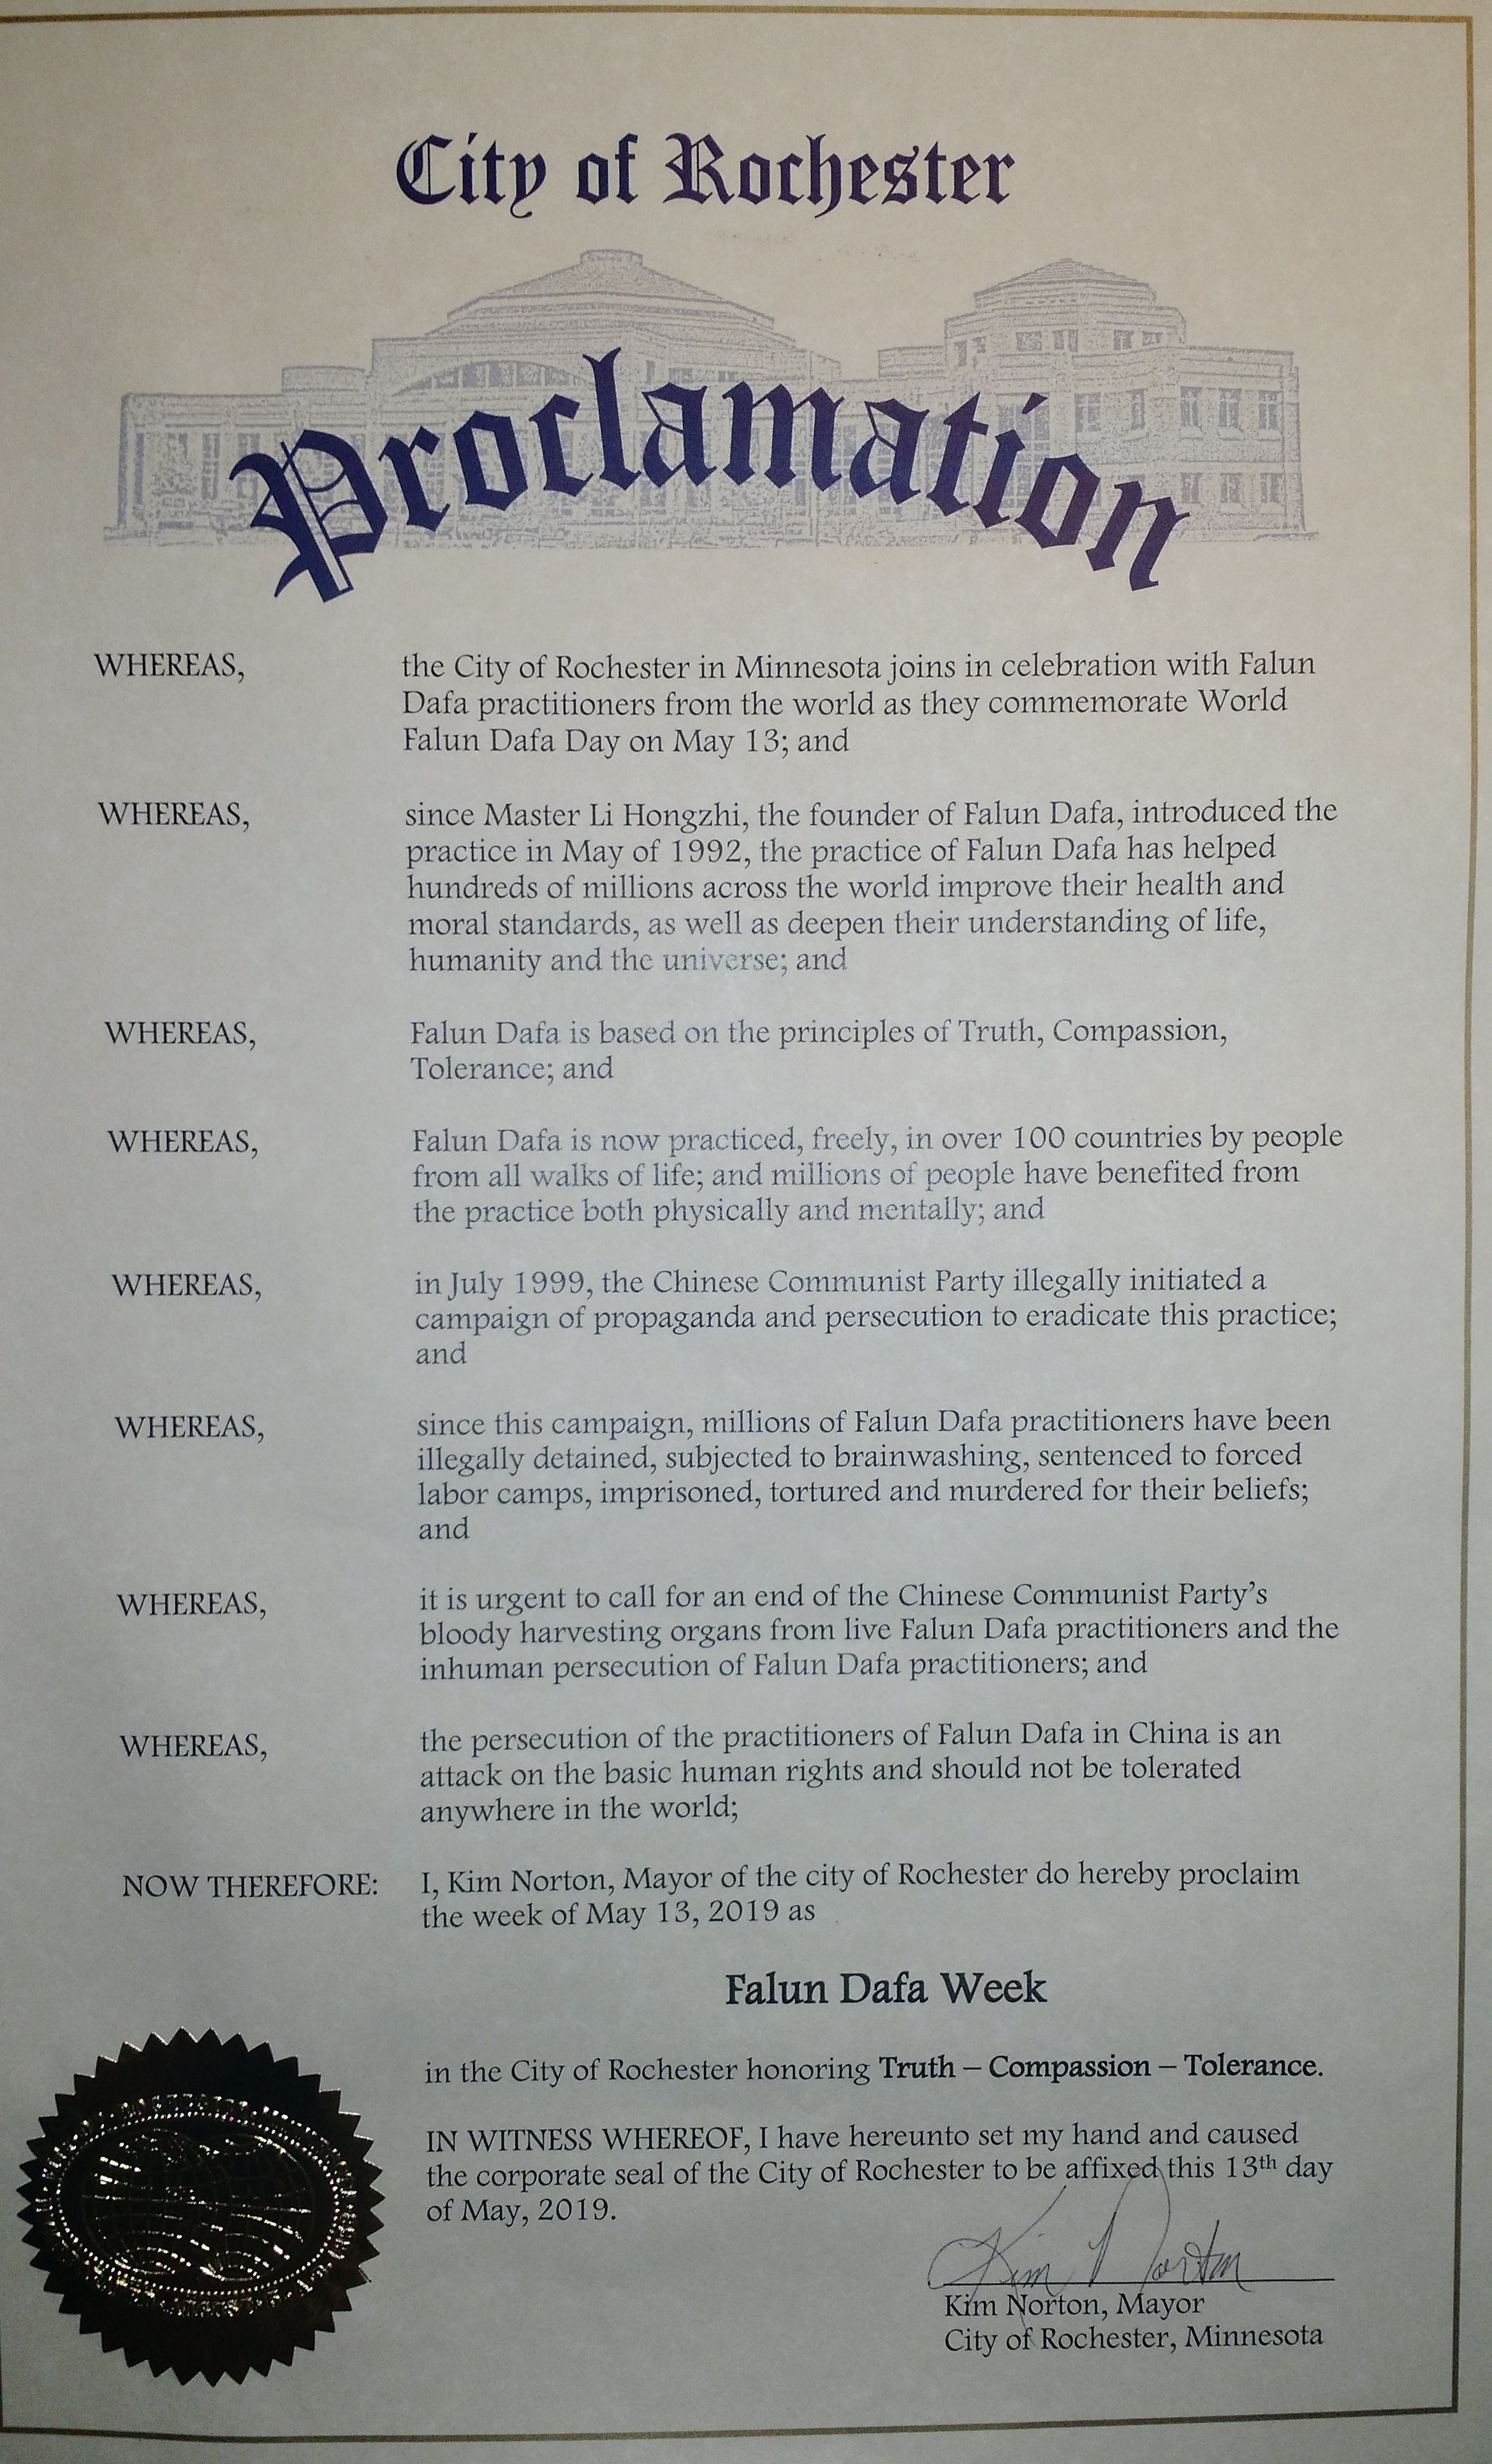 City of Rochester
Proclamation
WHEREAS, the City of Rochester in Minnesota joins in celebration with Falun
Dafa practitioners from the world as they commemorate World
Falun Dafa Day on May 13; and
WHEREAS, since Master Li Hongzhi, the founder of Falun Dafa, introduced the
practice in May of 1992, the practice of Falun Dafa has helped
hundreds of millions across the world improve their health and
moral standards, as well as deepen their understanding of life,
humanity and the universe; and
WHEREAS, Falun Dafa is based on the principles of Truth, Compassion,
Tolerance; and
WHEREAS, Falun Dafa is now practiced, freely, in over 100 countries by people
from all walks of life; and millions of people have benefited from
the practice both physically and mentally; and
WHEREAS, in July 1999, the Chinese Communist Party illegally initiated a
campaign of propaganda and persecution to eradicate this practice;
and
WHEREAS, since this campaign, millions of Falun Dafa practitioners have been
illegally detained, subjected to brainwashing, sentenced to forced
labor camps, imprisoned, tortured and murdered for their beliefs;
and
WHEREAS, it is urgent to call for an end of the Chinese Communist Party's
bloody harvesting organs from live Falun Dafa practitioners and the
inhuman persecution of Falun Dafa practitioners; and
WHEREAS, the persecution of the practitioners of Falun Dafa in China is an
attack on the basic human rights and should not be tolerated
anywhere in the world;
NOW THEREFORE: I, Kim Norton, Mayor of the city of Rochester do hereby proclaim
the week of May 13, 2019 as
Falun Dafa Week
in the City of Rochester honoring Truth – Compassion – Tolerance.
IN WITNESS WHEREOF, I have hereunto set my hand and caused
the corporate seal of the City of Rochester to be affixed this 13th day
of May, 2019.
Kim Norton
Kim Norton, Mayor
City of Rochester, Minnesota